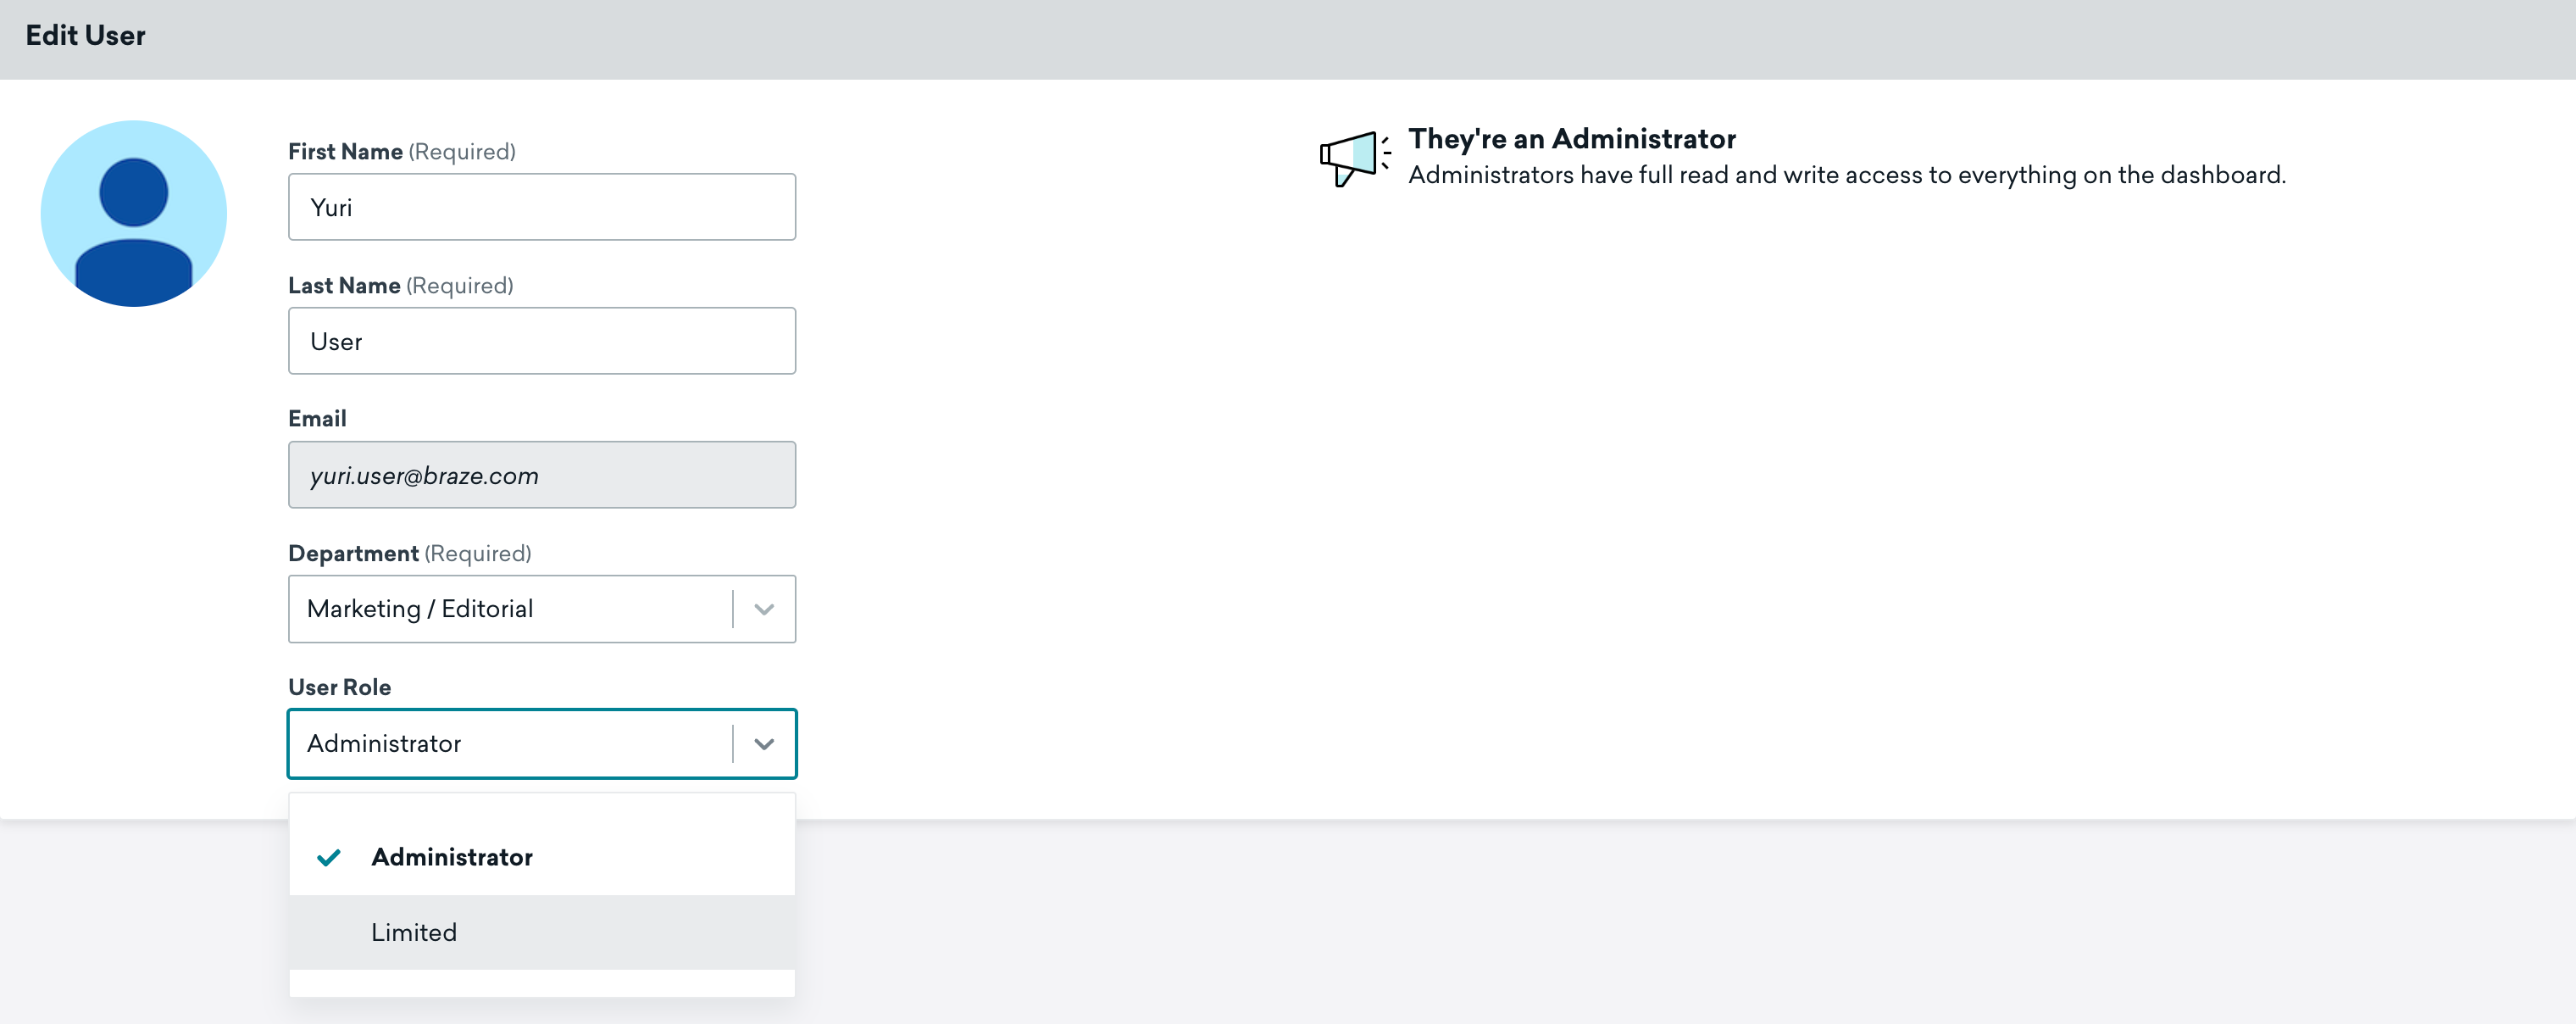 Edit User
First Name (Required)
Yuri
Last Name (Required)
User
Email
yuri.user@braze.com
Department (Required)
Marketing / Editorial
User Role
Administrator
Administrator
Limited
They're an Administrator
Administrators have full read and write access to everything on the dashboard.